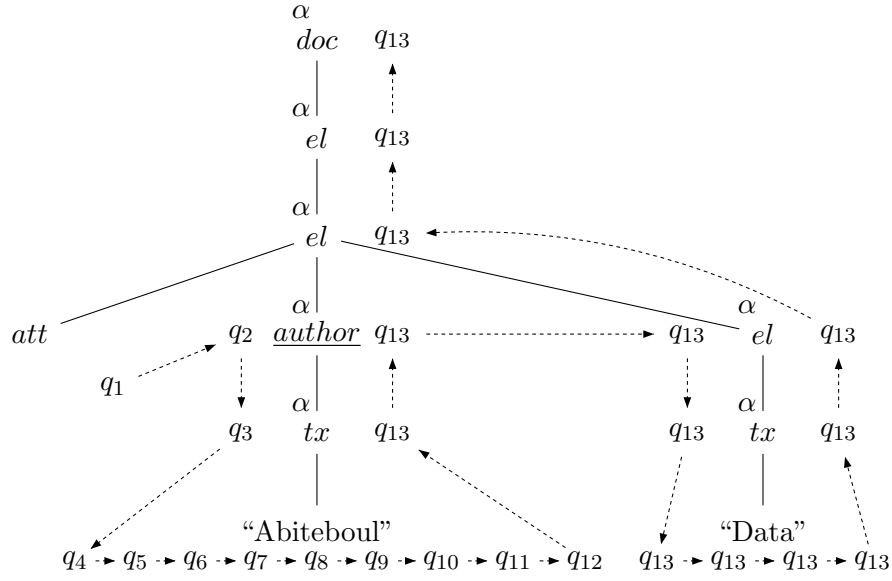 α
doc q13
α
el q13
α
el q13
α α
att q2 author q13 q13 el q13
q1
α α
q3 tx q13 q13 tx q13
“Abiteboul” “Data”
q4 q5 q6 q7 q8 q9 q10 q11 q12 q13 q13 q13 q13